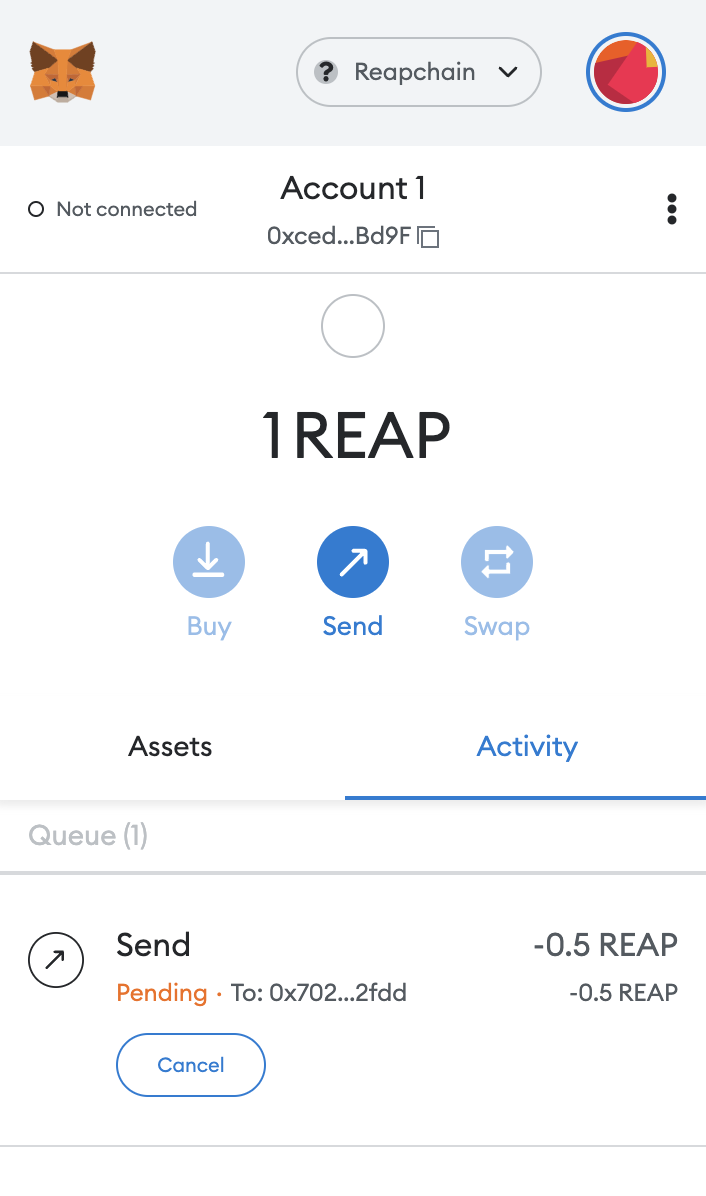 Reapchain
Not connected
Account 1
0xced...Bd9F
1 REAP
Buy
Send
Swap
Assets
Activity
Queue (1)
Send
-0.5 REAP
Pending · To: 0x702...2fdd
-0.5 REAP
Cancel